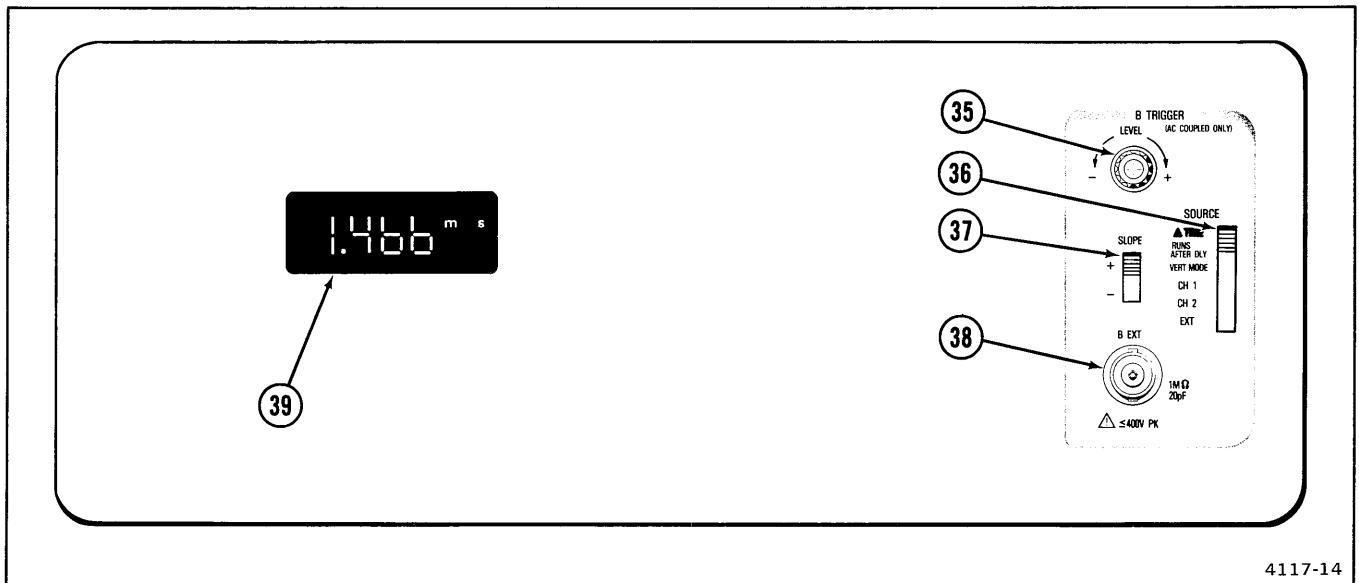 35
B TRIGGER
(AC COUPLED ONLY)
LEVEL
- +
36
SOURCE
37
SLOPE
RUNS
AFTER DLY
+
VERT MODE
-
CH 1
CH 2
EXT
38
B EXT
1MΩ
20pF
≤400V PK
1.466 m s
39
4117-14